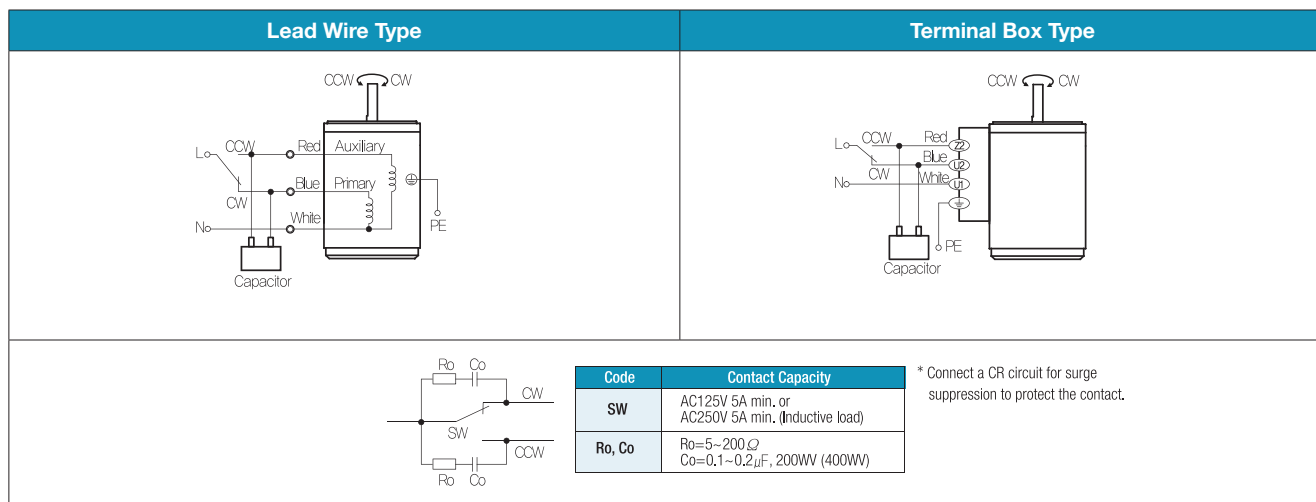 Lead Wire Type
Terminal Box Type
CCW CW
CCW Red Auxiliary
L
Blue Primary
CW
White
N
PE
Capacitor
CCW CW
CCW Red Z2
L
Blue U2
CW White
N U1
PE
Capacitor
Ro Co
CW
SW
CCW
Ro Co
Code Contact Capacity
SW AC125V 5A min. or
AC250V 5A min. (Inductive load)
Ro, Co Ro=5~200Ω
Co=0.1~0.2μF, 200WV (400WV)
* Connect a CR circuit for surge
suppression to protect the contact.